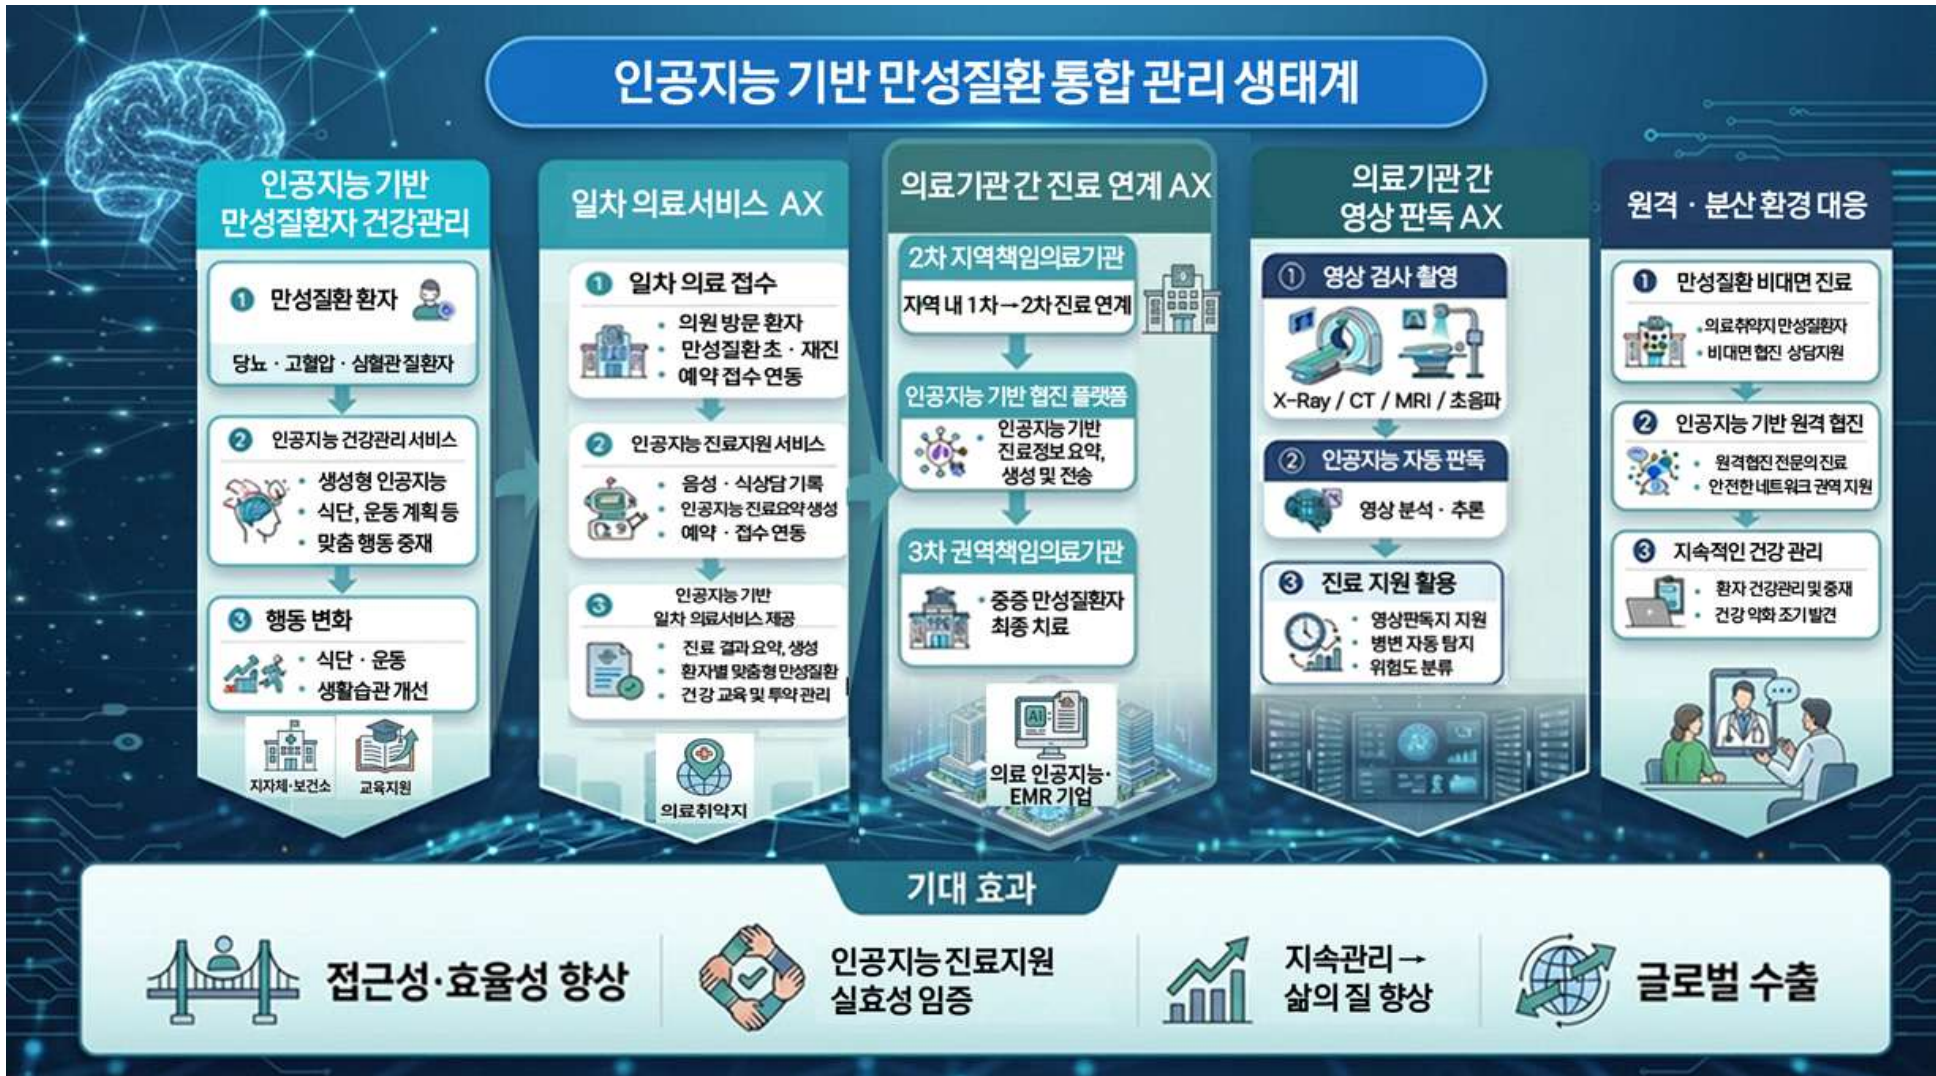 인공지능 기반 만성질환 통합 관리 생태계
인공지능 기반
만성질환자 건강관리
1 만성질환 환자
당뇨 · 고혈압 · 심혈관 질환자
2 인공지능 건강관리 서비스
• 생성형 인공지능
• 식단, 운동 계획 등
• 맞춤 행동 중재
3 행동 변화
• 식단 · 운동
• 생활습관 개선
지자체·보건소
교육지원
일차 의료서비스 AX
1 일차 의료 접수
• 의원 방문 환자
• 만성질환 초 · 재진
• 예약 접수 연동
2 인공지능 진료지원 서비스
• 음성 · 식상담 기록
• 인공지능 진료요약 생성
• 예약 · 접수 연동
3 인공지능 기반
일차 의료서비스 제공
• 진료 결과 요약, 생성
• 환자별 맞춤형 만성질환
• 건강 교육 및 투약 관리
의료취약지
의료기관 간 진료 연계 AX
2차 지역책임의료기관
지역 내 1차→2차 진료 연계
인공지능 기반 협진 플랫폼
• 인공지능 기반
진료정보 요약,
생성 및 전송
3차 권역책임의료기관
• 중증 만성질환자
최종 치료
Ai
의료 인공지능·
EMR 기업
의료기관 간
영상 판독 AX
① 영상 검사 촬영
X-Ray / CT / MRI / 초음파
② 인공지능 자동 판독
영상 분석 · 추론
3 진료 지원 활용
• 영상판독지 지원
• 병변 자동 탐지
• 위험도 분류
원격 · 분산 환경 대응
1 만성질환 비대면 진료
• 의료취약지 만성질환자
• 비대면 협진 상담지원
2 인공지능 기반 원격 협진
• 원격협진 전문의 진료
• 안전한 네트워크 권역 지원
3 지속적인 건강 관리
• 환자 건강관리 및 중재
• 건강 악화 조기 발견
기대 효과
접근성·효율성 향상
인공지능 진료지원
실효성 임증
지속관리 →
삶의 질 향상
글로벌 수출